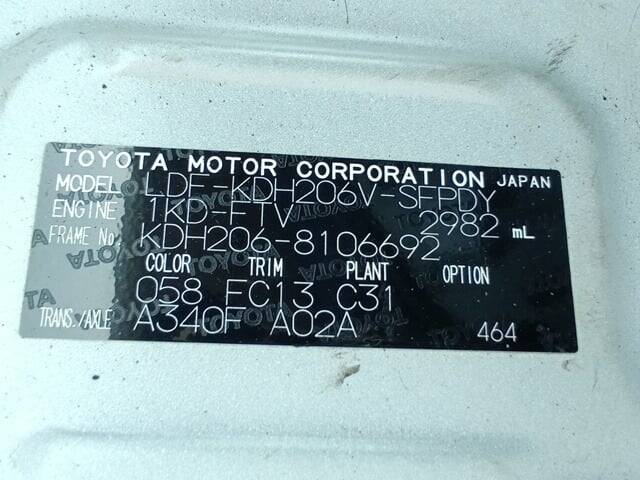 TOYOTA MOTOR CORPORATION JAPAN
MODEL LDF-KDH206V-SFPDY
ENGINE 1KD-FTV 2982 mL
FRAME No. KDH206-8106692
COLOR TRIM PLANT OPTION
058 FC13 C31
TRANS./AXLE A340F A02A 464